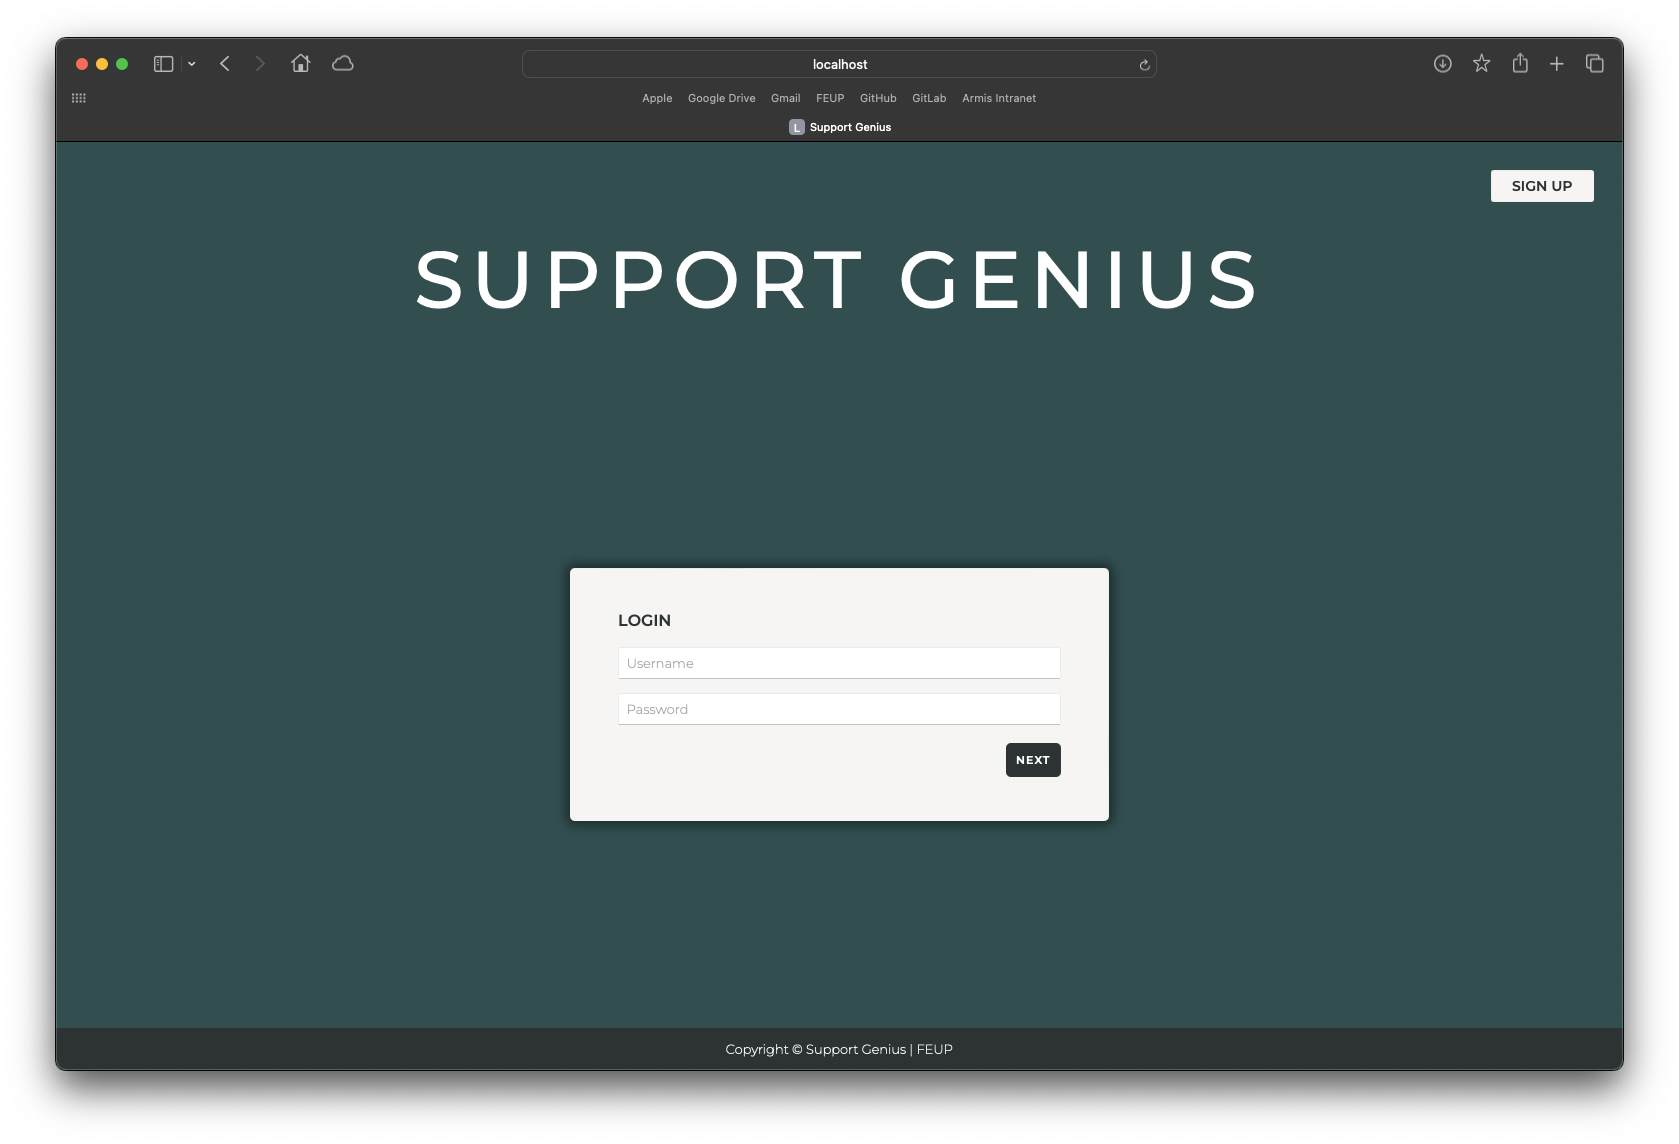 localhost
Apple Google Drive Gmail FEUP GitHub GitLab Armis Intranet
L Support Genius
SIGN UP
SUPPORT GENIUS
LOGIN
Username
Password
NEXT
Copyright © Support Genius | FEUP